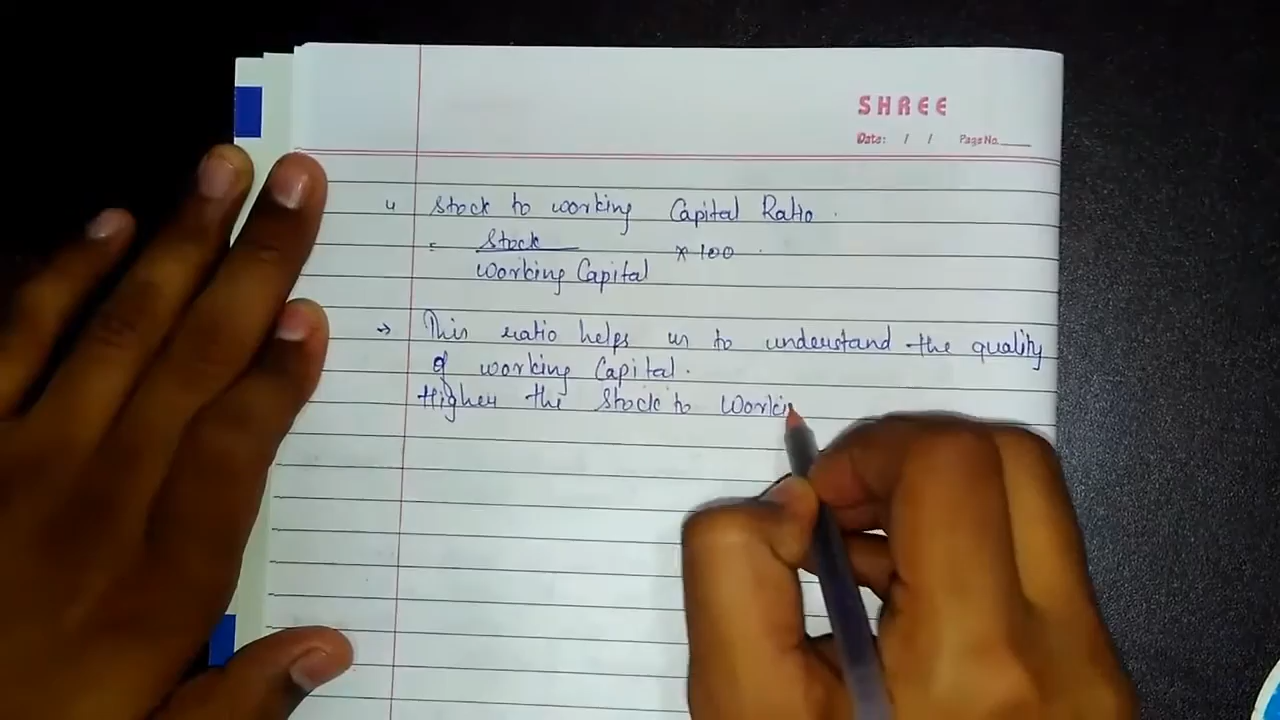 SHREE
Date: / / Page No.
4 Stock to working Capital Ratio.
= Stock × 100.
Working Capital
→ This ratio helps us to understand the quality
of working Capital.
Higher the Stock to Workin